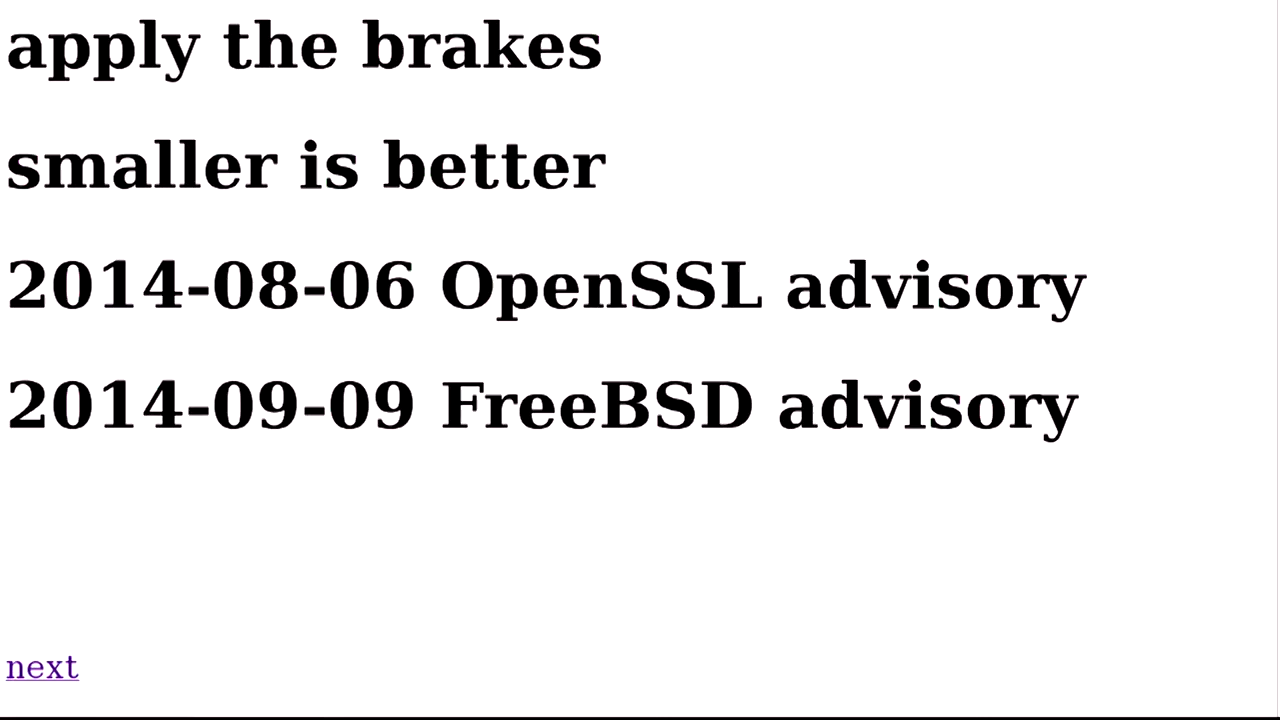 apply the brakes
smaller is better
2014-08-06 OpenSSL advisory
2014-09-09 FreeBSD advisory
next